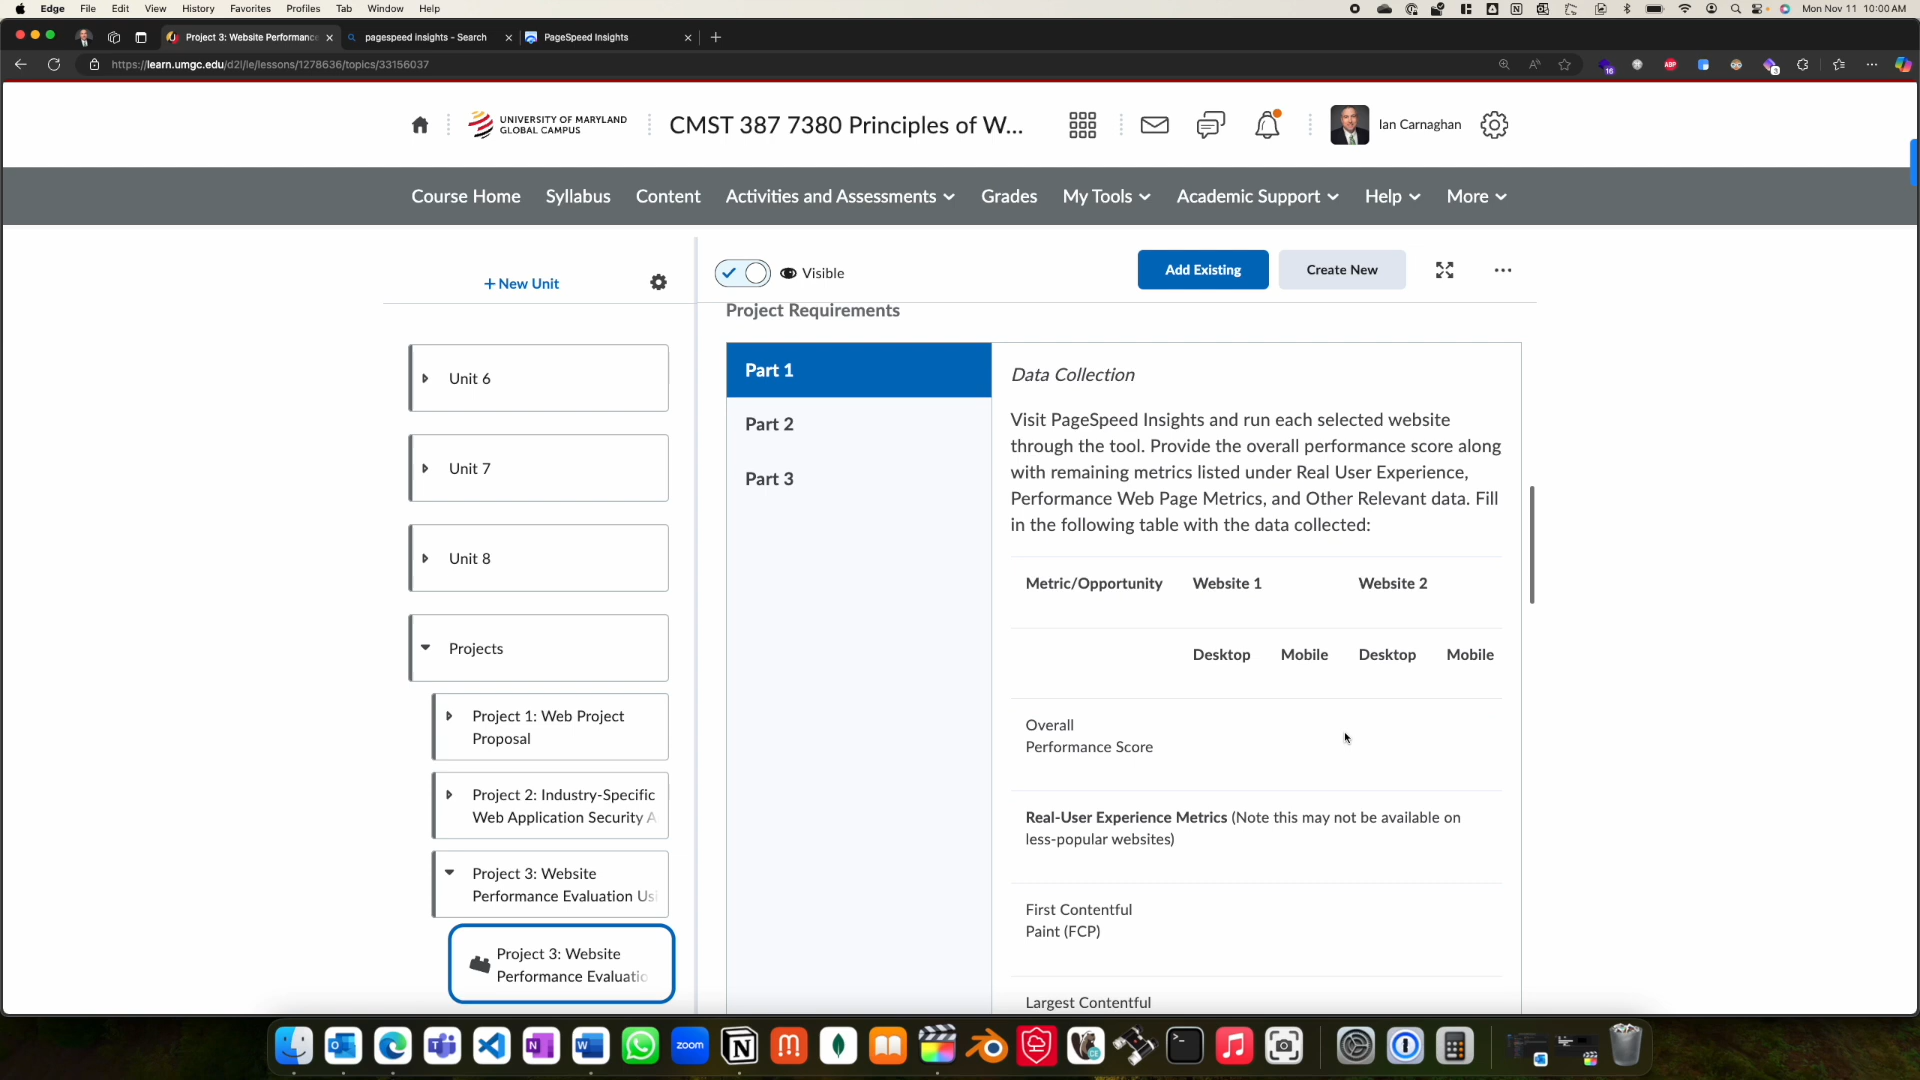 Edge File Edit View History Favorites Profiles Tab Window Help
Mon Nov 11 10:00 AM
Project 3: Website Performance
pagespeed insights - Search
PageSpeed Insights
https://learn.umgc.edu/d2l/le/lessons/1278636/topics/33156037
16
ABP
3
UNIVERSITY OF MARYLAND
GLOBAL CAMPUS
CMST 387 7380 Principles of W...
Ian Carnaghan
Course Home Syllabus Content Activities and Assessments Grades My Tools Academic Support Help More
+ New Unit
Visible
Add Existing
Create New
Unit 6
Unit 7
Unit 8
Projects
Project 1: Web Project
Proposal
Project 2: Industry-Specific
Web Application Security A
Project 3: Website
Performance Evaluation Us
Project 3: Website
Performance Evaluatio
Project Requirements
Part 1
Part 2
Part 3
Data Collection
Visit PageSpeed Insights and run each selected website
through the tool. Provide the overall performance score along
with remaining metrics listed under Real User Experience,
Performance Web Page Metrics, and Other Relevant data. Fill
in the following table with the data collected:
Metric/Opportunity Website 1 Website 2
Desktop Mobile Desktop Mobile
Overall
Performance Score
Real-User Experience Metrics (Note this may not be available on
less-popular websites)
First Contentful
Paint (FCP)
Largest Contentful
zoom